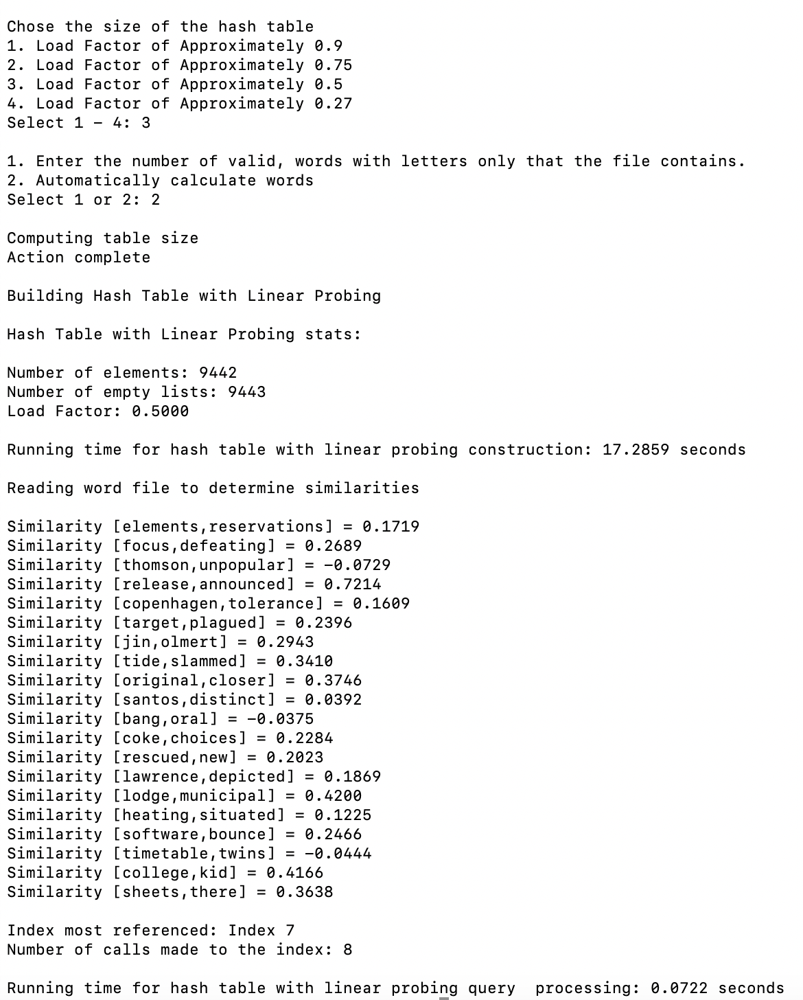 Chose the size of the hash table
1. Load Factor of Approximately 0.9
2. Load Factor of Approximately 0.75
3. Load Factor of Approximately 0.5
4. Load Factor of Approximately 0.27
Select 1 – 4: 3
1. Enter the number of valid, words with letters only that the file contains.
2. Automatically calculate words
Select 1 or 2: 2
Computing table size
Action complete
Building Hash Table with Linear Probing
Hash Table with Linear Probing stats:
Number of elements: 9442
Number of empty lists: 9443
Load Factor: 0.5000
Running time for hash table with linear probing construction: 17.2859 seconds
Reading word file to determine similarities
Similarity [elements,reservations] = 0.1719
Similarity [focus,defeating] = 0.2689
Similarity [thomson,unpopular] = -0.0729
Similarity [release,announced] = 0.7214
Similarity [copenhagen,tolerance] = 0.1609
Similarity [target,plagued] = 0.2396
Similarity [jin,olmert] = 0.2943
Similarity [tide,slammed] = 0.3410
Similarity [original,closer] = 0.3746
Similarity [santos,distinct] = 0.0392
Similarity [bang,oral] = -0.0375
Similarity [coke,choices] = 0.2284
Similarity [rescued,new] = 0.2023
Similarity [lawrence,depicted] = 0.1869
Similarity [lodge,municipal] = 0.4200
Similarity [heating,situated] = 0.1225
Similarity [software,bounce] = 0.2466
Similarity [timetable,twins] = -0.0444
Similarity [college,kid] = 0.4166
Similarity [sheets,there] = 0.3638
Index most referenced: Index 7
Number of calls made to the index: 8
Running time for hash table with linear probing query  processing: 0.0722 seconds